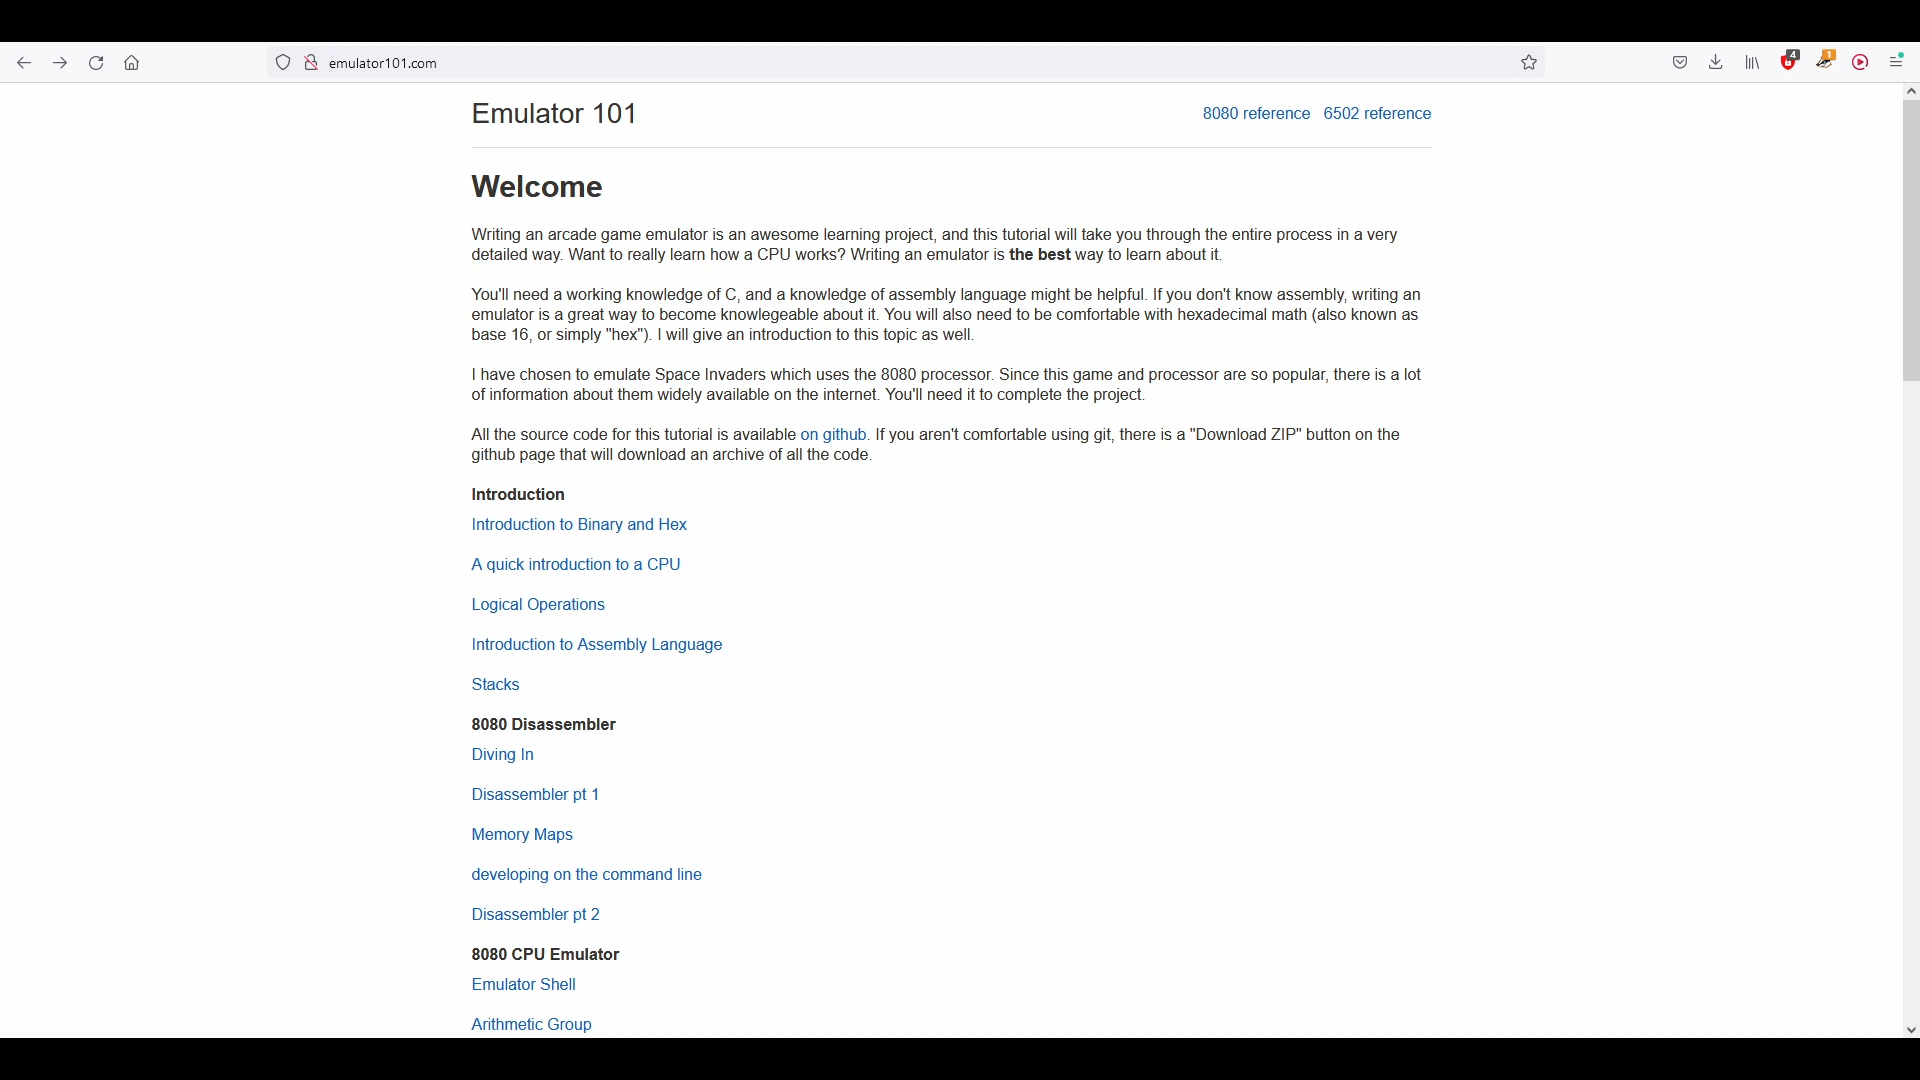 emulator101.com
4
1
Emulator 101
8080 reference 6502 reference
Welcome
Writing an arcade game emulator is an awesome learning project, and this tutorial will take you through the entire process in a very
detailed way. Want to really learn how a CPU works? Writing an emulator is the best way to learn about it.
You'll need a working knowledge of C, and a knowledge of assembly language might be helpful. If you don't know assembly, writing an
emulator is a great way to become knowlegeable about it. You will also need to be comfortable with hexadecimal math (also known as
base 16, or simply "hex"). I will give an introduction to this topic as well.
I have chosen to emulate Space Invaders which uses the 8080 processor. Since this game and processor are so popular, there is a lot
of information about them widely available on the internet. You'll need it to complete the project.
All the source code for this tutorial is available on github. If you aren't comfortable using git, there is a "Download ZIP" button on the
github page that will download an archive of all the code.
Introduction
Introduction to Binary and Hex
A quick introduction to a CPU
Logical Operations
Introduction to Assembly Language
Stacks
8080 Disassembler
Diving In
Disassembler pt 1
Memory Maps
developing on the command line
Disassembler pt 2
8080 CPU Emulator
Emulator Shell
Arithmetic Group